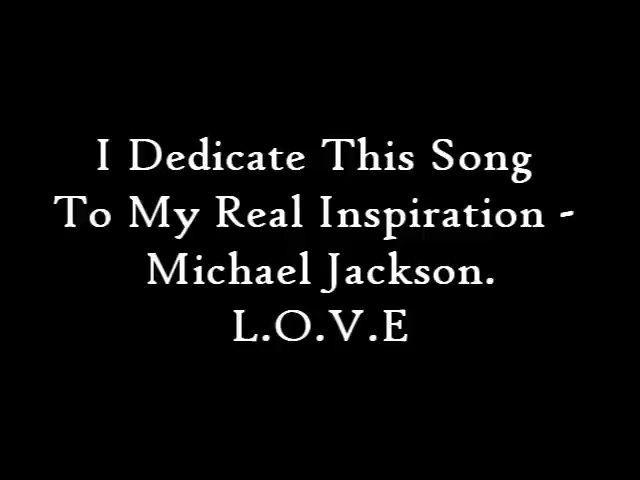 I Dedicate This Song
To My Real Inspiration -
Michael Jackson.
L.O.V.E